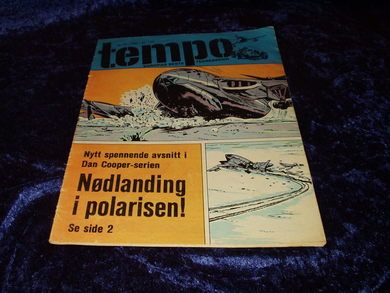 tempo
Nytt spennende avsnitt i
Dan Cooper-serien
Nødlanding
i polarisen!
Se side 2